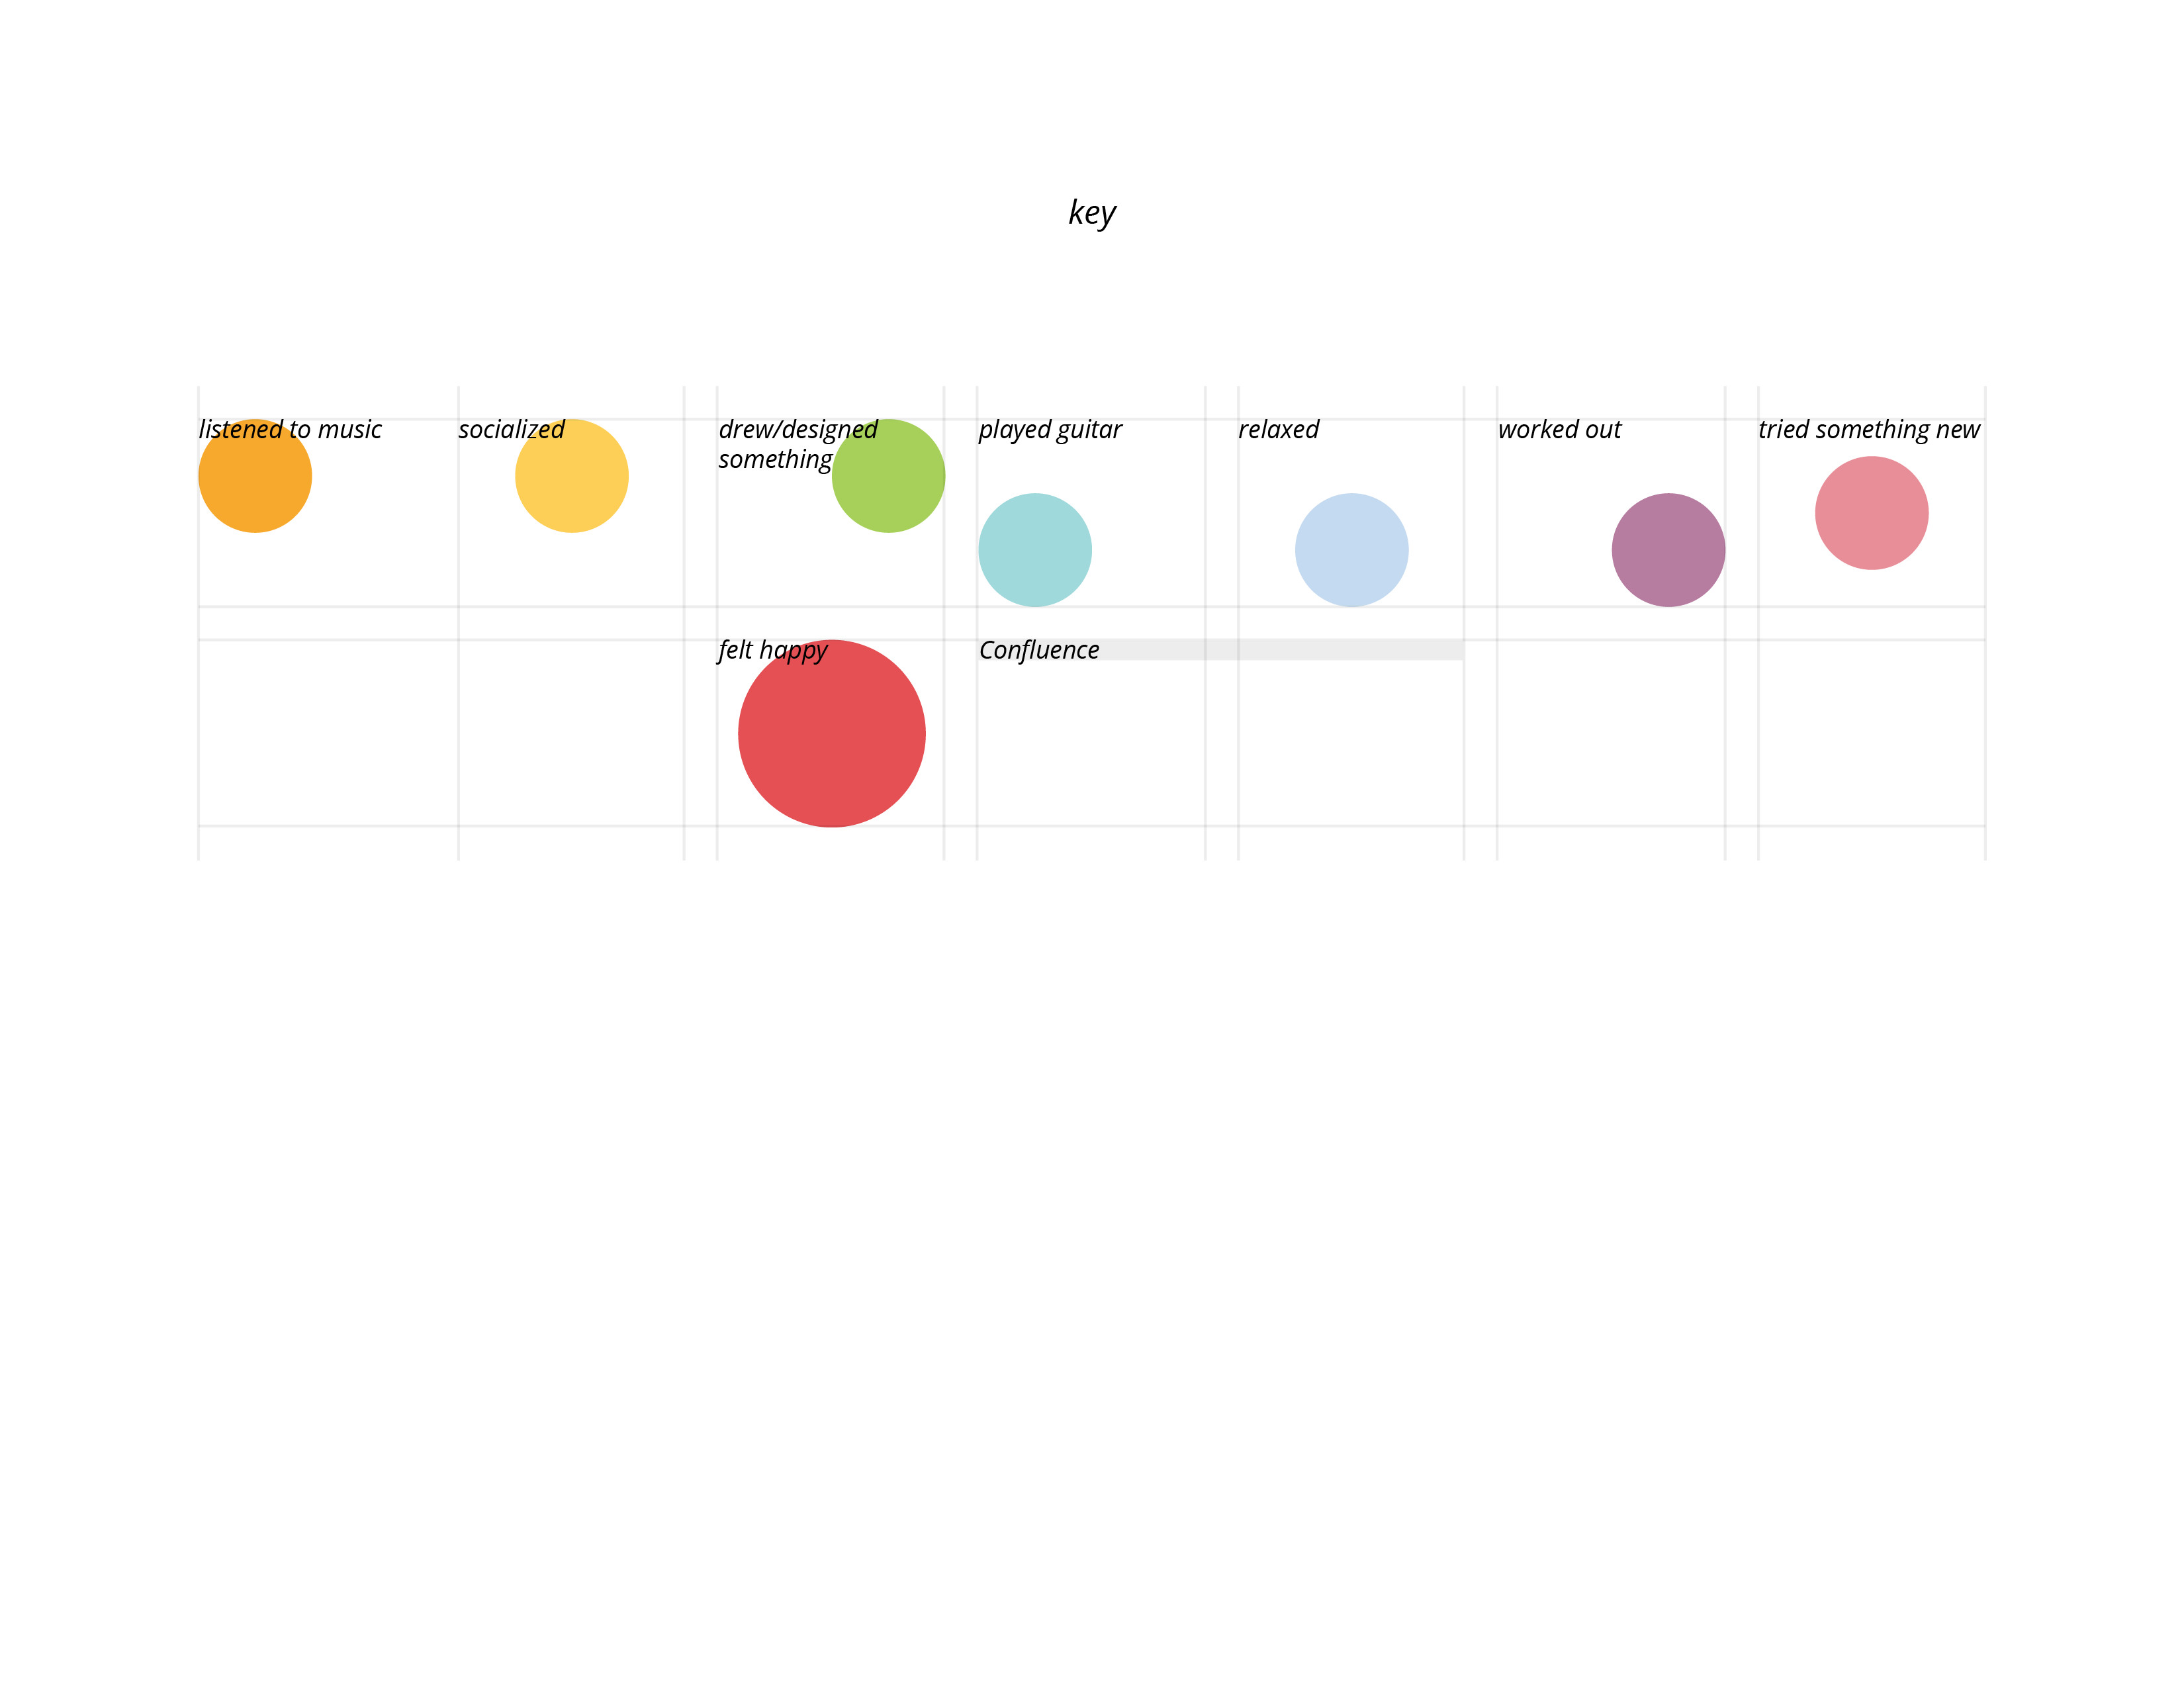 key
listened to music
socialized
drew/designed
something
played guitar
relaxed
worked out
tried something new
felt happy
Confluence